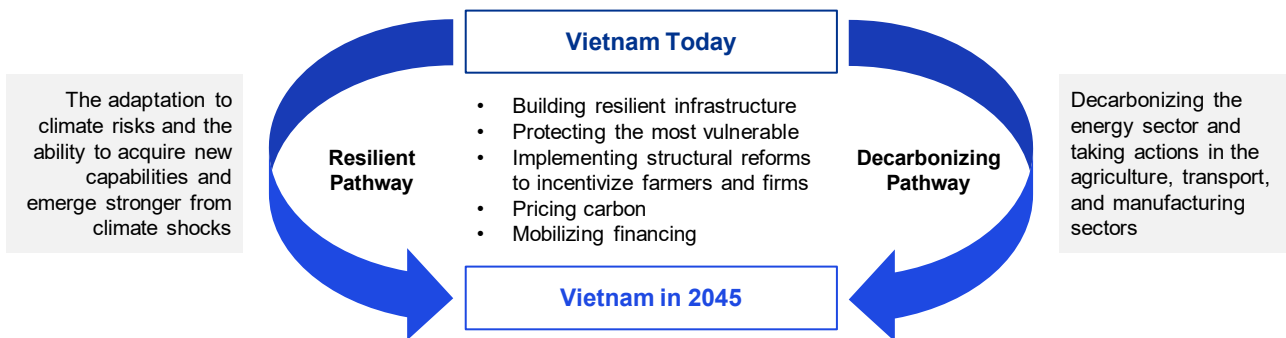 Vietnam Today
The adaptation to
climate risks and the
ability to acquire new
capabilities and
emerge stronger from
climate shocks
Resilient
Pathway
• Building resilient infrastructure
• Protecting the most vulnerable
• Implementing structural reforms
to incentivize farmers and firms
• Pricing carbon
• Mobilizing financing
Decarbonizing
Pathway
Decarbonizing the
energy sector and
taking actions in the
agriculture, transport,
and manufacturing
sectors
Vietnam in 2045